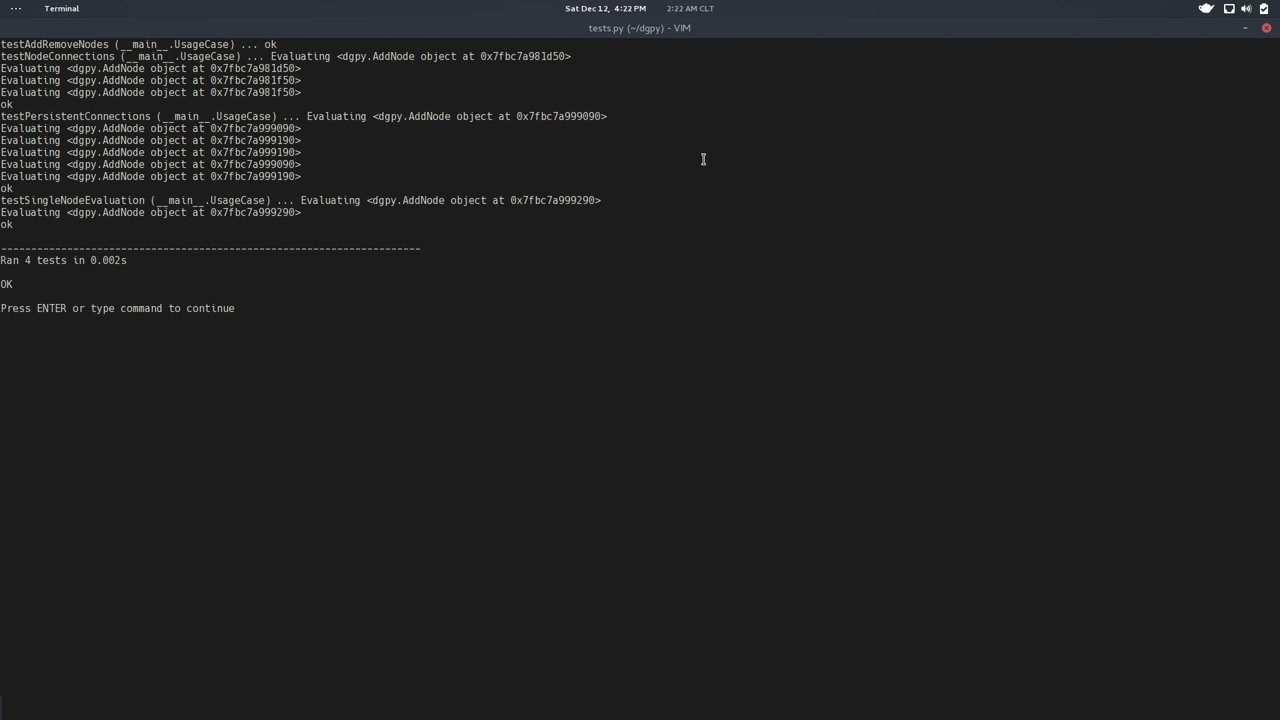 ··· Terminal Sat Dec 12, 4:22 PM 2:22 AM CLT
tests.py (~/dgpy) - VIM
testAddRemoveNodes (__main__.UsageCase) ... ok
testNodeConnections (__main__.UsageCase) ... Evaluating <dgpy.AddNode object at 0x7fbc7a981d50>
Evaluating <dgpy.AddNode object at 0x7fbc7a981d50>
Evaluating <dgpy.AddNode object at 0x7fbc7a981f50>
Evaluating <dgpy.AddNode object at 0x7fbc7a981f50>
ok
testPersistentConnections (__main__.UsageCase) ... Evaluating <dgpy.AddNode object at 0x7fbc7a999090>
Evaluating <dgpy.AddNode object at 0x7fbc7a999090>
Evaluating <dgpy.AddNode object at 0x7fbc7a999190>
Evaluating <dgpy.AddNode object at 0x7fbc7a999190>
Evaluating <dgpy.AddNode object at 0x7fbc7a999090>
Evaluating <dgpy.AddNode object at 0x7fbc7a999190>
ok
testSingleNodeEvaluation (__main__.UsageCase) ... Evaluating <dgpy.AddNode object at 0x7fbc7a999290>
Evaluating <dgpy.AddNode object at 0x7fbc7a999290>
ok
----------------------------------------------------------------------
Ran 4 tests in 0.002s
OK
Press ENTER or type command to continue